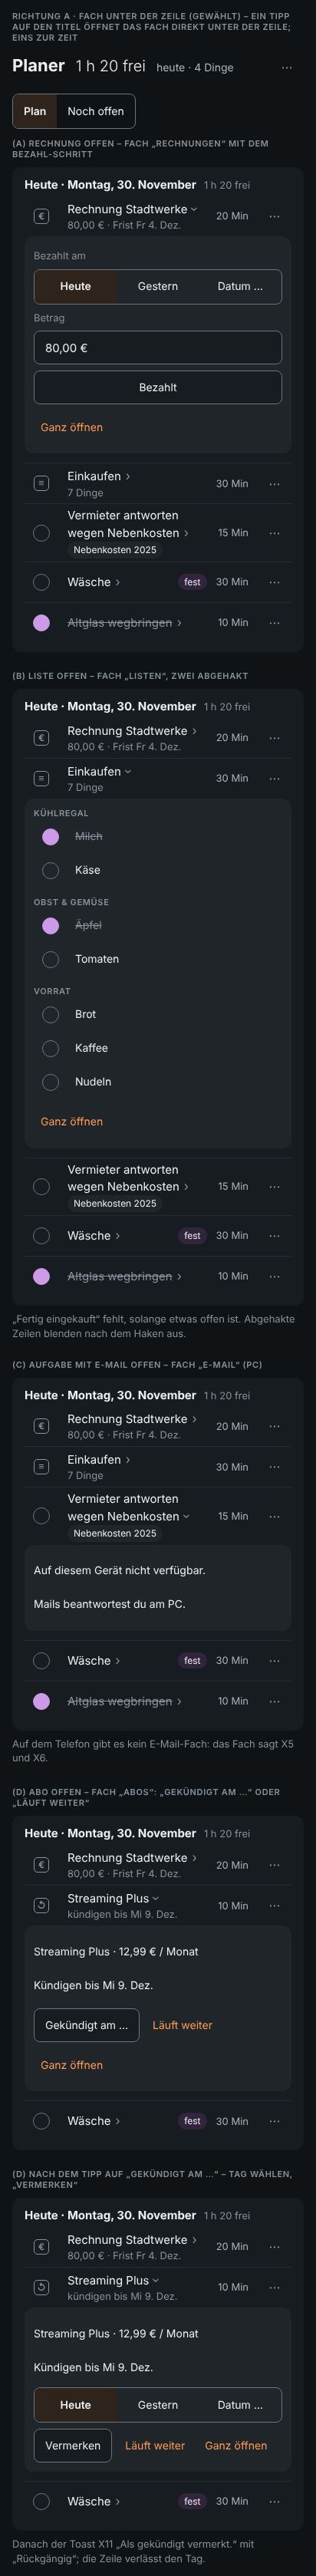 RICHTUNG A · FACH UNTER DER ZEILE (GEWÄHLT) – EIN TIPP
AUF DEN TITEL ÖFFNET DAS FACH DIREKT UNTER DER ZEILE;
EINS ZUR ZEIT
Planer 1 h 20 frei heute · 4 Dinge ···
Plan Noch offen
(A) RECHNUNG OFFEN – FACH „RECHNUNGEN“ MIT DEM
BEZAHL-SCHRITT
Heute · Montag, 30. November 1 h 20 frei
€ Rechnung Stadtwerke 20 Min ···
80,00 € · Frist Fr 4. Dez.
Bezahlt am
Heute Gestern Datum ...
Betrag
80,00 €
Bezahlt
Ganz öffnen
Einkaufen › 30 Min ···
7 Dinge
Vermieter antworten
wegen Nebenkosten › 15 Min ···
Nebenkosten 2025
Wäsche › fest 30 Min ···
Altglas wegbringen › 10 Min ···
(B) LISTE OFFEN – FACH „LISTEN“, ZWEI ABGEHAKT
Heute · Montag, 30. November 1 h 20 frei
€ Rechnung Stadtwerke › 20 Min ···
80,00 € · Frist Fr 4. Dez.
Einkaufen 30 Min ···
7 Dinge
KÜHLREGAL
Milch
Käse
OBST & GEMÜSE
Äpfel
Tomaten
VORRAT
Brot
Kaffee
Nudeln
Ganz öffnen
Vermieter antworten
wegen Nebenkosten › 15 Min ···
Nebenkosten 2025
Wäsche › fest 30 Min ···
Altglas wegbringen › 10 Min ···
„Fertig eingekauft“ fehlt, solange etwas offen ist. Abgehakte
Zeilen blenden nach dem Haken aus.
(C) AUFGABE MIT E-MAIL OFFEN – FACH „E-MAIL“ (PC)
Heute · Montag, 30. November 1 h 20 frei
€ Rechnung Stadtwerke › 20 Min ···
80,00 € · Frist Fr 4. Dez.
Einkaufen › 30 Min ···
7 Dinge
Vermieter antworten
wegen Nebenkosten 15 Min ···
Nebenkosten 2025
Auf diesem Gerät nicht verfügbar.
Mails beantwortest du am PC.
Wäsche › fest 30 Min ···
Altglas wegbringen › 10 Min ···
Auf dem Telefon gibt es kein E-Mail-Fach: das Fach sagt X5
und X6.
(D) ABO OFFEN – FACH „ABOS“: „GEKÜNDIGT AM ...“ ODER
„LÄUFT WEITER“
Heute · Montag, 30. November 1 h 20 frei
€ Rechnung Stadtwerke › 20 Min ···
80,00 € · Frist Fr 4. Dez.
Streaming Plus 10 Min ···
kündigen bis Mi 9. Dez.
Streaming Plus · 12,99 € / Monat
Kündigen bis Mi 9. Dez.
Gekündigt am ... Läuft weiter
Ganz öffnen
Wäsche › fest 30 Min ···
(D) NACH DEM TIPP AUF „GEKÜNDIGT AM ...“ – TAG WÄHLEN,
„VERMERKEN“
Heute · Montag, 30. November 1 h 20 frei
€ Rechnung Stadtwerke › 20 Min ···
80,00 € · Frist Fr 4. Dez.
Streaming Plus 10 Min ···
kündigen bis Mi 9. Dez.
Streaming Plus · 12,99 € / Monat
Kündigen bis Mi 9. Dez.
Heute Gestern Datum ...
Vermerken Läuft weiter Ganz öffnen
Wäsche › fest 30 Min ···
Danach der Toast X11 „Als gekündigt vermerkt.“ mit
„Rückgängig“; die Zeile verlässt den Tag.